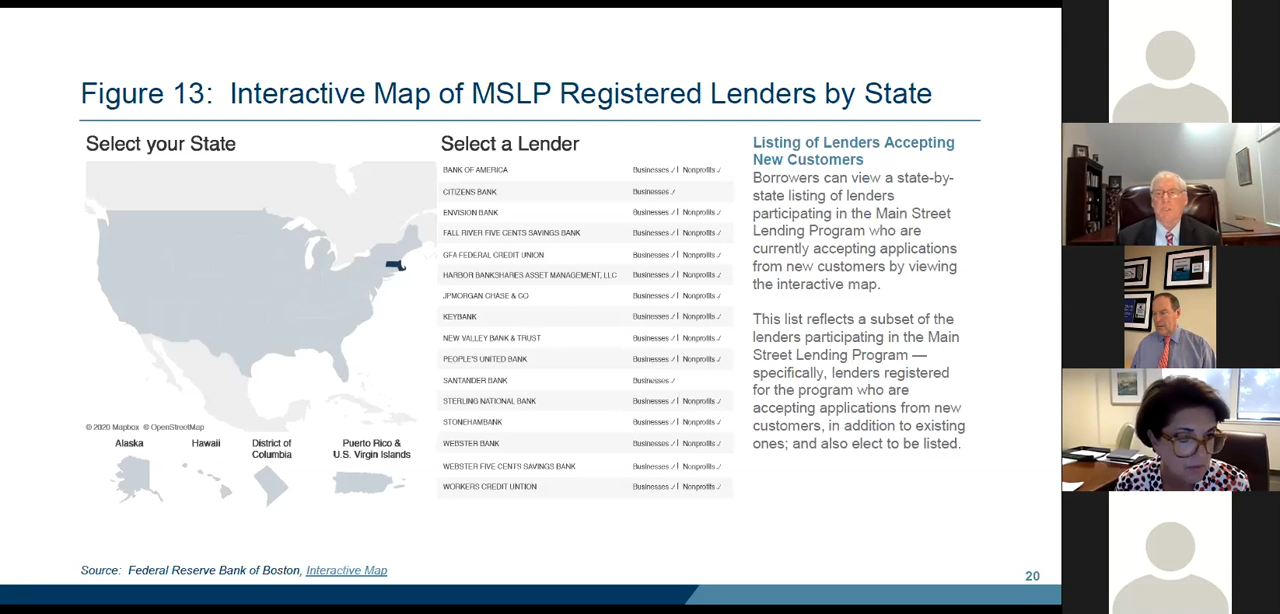 Figure 13: Interactive Map of MSLP Registered Lenders by State
Select your State
© 2020 Mapbox © OpenStreetMap
Alaska
Hawaii
District of
Columbia
Puerto Rico &
U.S. Virgin Islands
Select a Lender
BANK OF AMERICA Businesses ✓ | Nonprofits ✓
CITIZENS BANK Businesses ✓
ENVISION BANK Businesses ✓ | Nonprofits ✓
FALL RIVER FIVE CENTS SAVINGS BANK Businesses ✓ | Nonprofits ✓
GFA FEDERAL CREDIT UNION Businesses ✓ | Nonprofits ✓
HARBOR BANKSHARES ASSET MANAGEMENT, LLC Businesses ✓ | Nonprofits ✓
JPMORGAN CHASE & CO Businesses ✓ | Nonprofits ✓
KEYBANK Businesses ✓ | Nonprofits ✓
NEW VALLEY BANK & TRUST Businesses ✓ | Nonprofits ✓
PEOPLE'S UNITED BANK Businesses ✓ | Nonprofits ✓
SANTANDER BANK Businesses ✓
STERLING NATIONAL BANK Businesses ✓ | Nonprofits ✓
STONEHAMBANK Businesses ✓ | Nonprofits ✓
WEBSTER BANK Businesses ✓ | Nonprofits ✓
WEBSTER FIVE CENTS SAVINGS BANK Businesses ✓ | Nonprofits ✓
WORKERS CREDIT UNTION Businesses ✓ | Nonprofits ✓
Listing of Lenders Accepting
New Customers
Borrowers can view a state-by-
state listing of lenders
participating in the Main Street
Lending Program who are
currently accepting applications
from new customers by viewing
the interactive map.
This list reflects a subset of the
lenders participating in the Main
Street Lending Program —
specifically, lenders registered
for the program who are
accepting applications from new
customers, in addition to existing
ones; and also elect to be listed.
Source: Federal Reserve Bank of Boston, Interactive Map
20